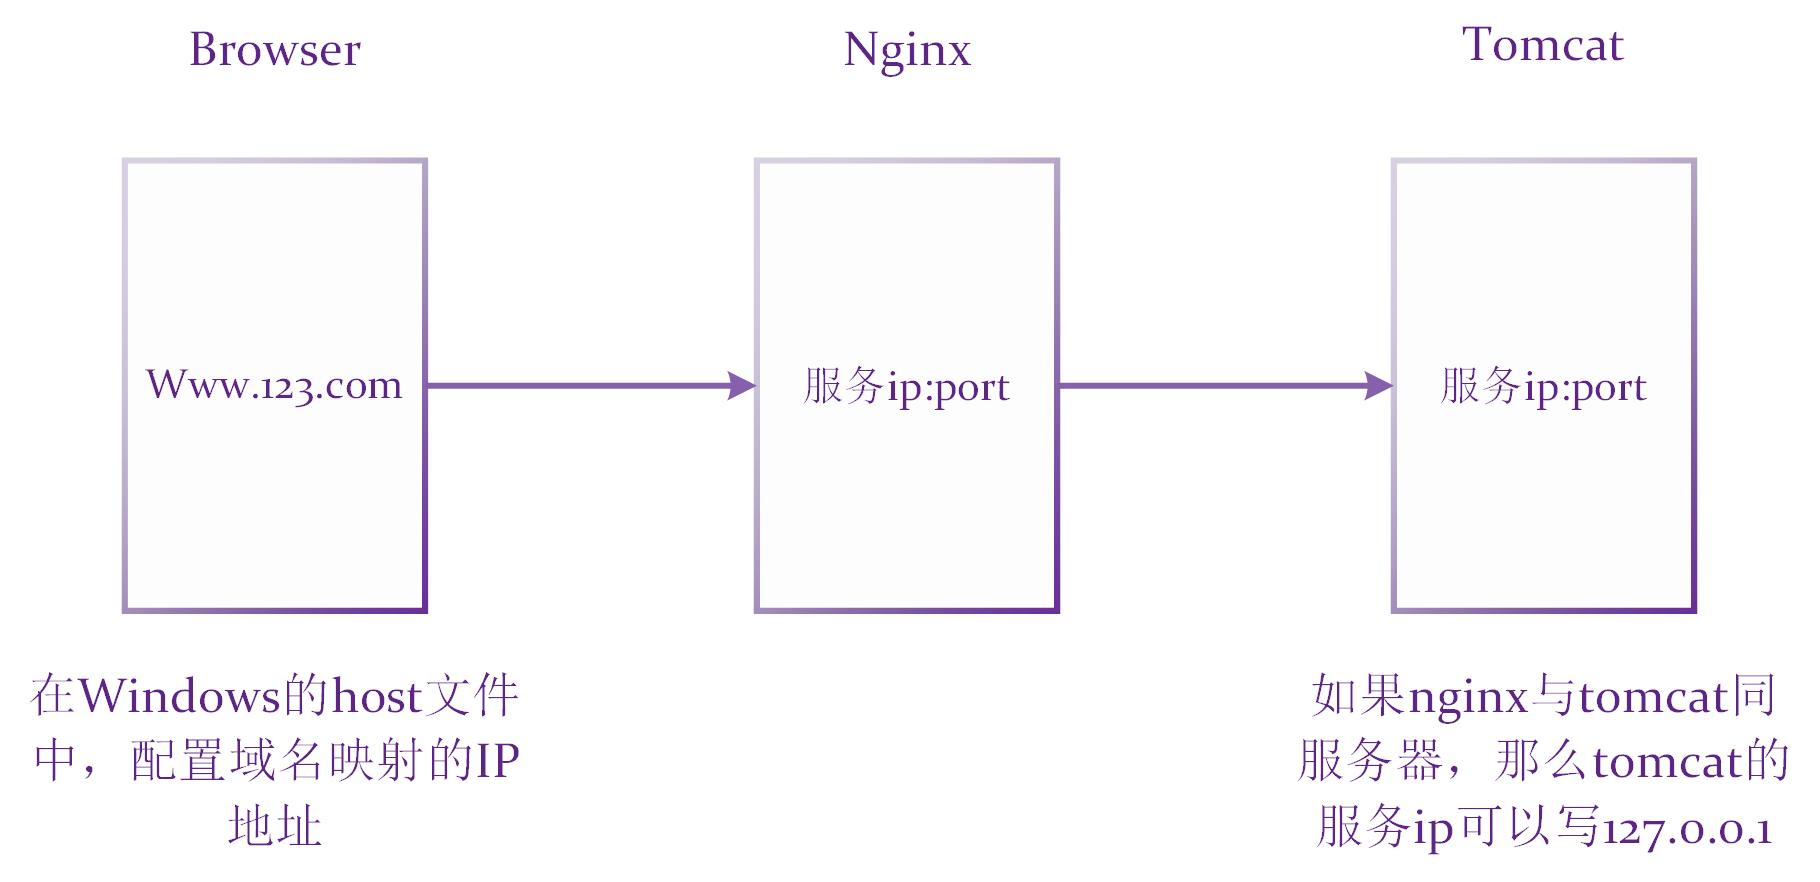 Browser
Nginx
Tomcat
Www.123.com
服务ip:port
服务ip:port
在Windows的host文件
中，配置域名映射的IP
地址
如果nginx与tomcat同
服务器，那么tomcat的
服务ip可以写127.0.0.1